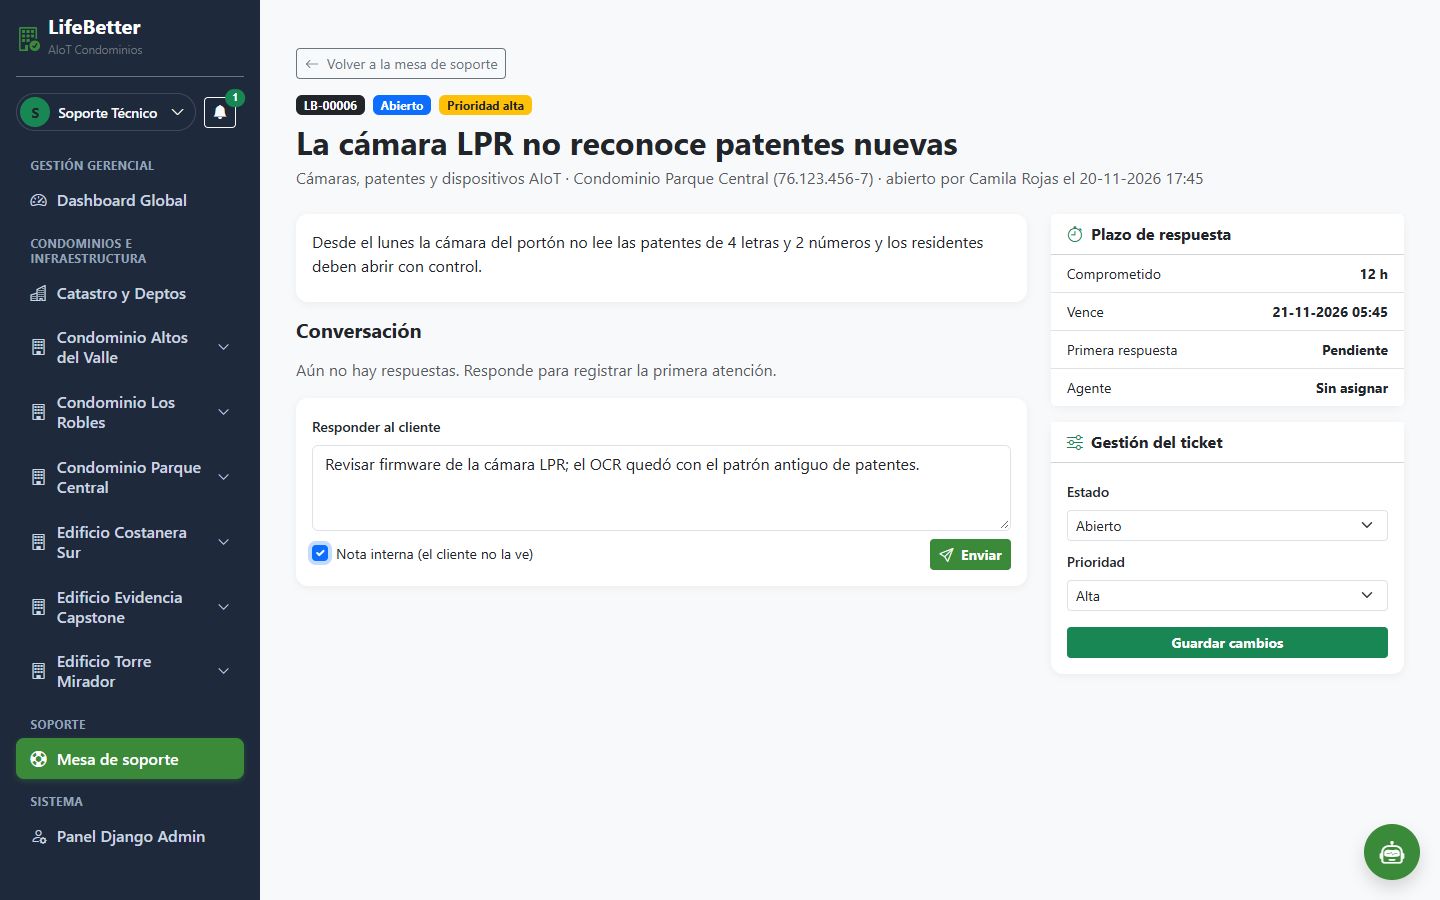 LifeBetter
AIoT Condominios
S
Soporte Técnico
1
GESTIÓN GERENCIAL
Dashboard Global
CONDOMINIOS E
INFRAESTRUCTURA
Catastro y Deptos
Condominio Altos
del Valle
Condominio Los
Robles
Condominio Parque
Central
Edificio Costanera
Sur
Edificio Evidencia
Capstone
Edificio Torre
Mirador
SOPORTE
Mesa de soporte
SISTEMA
Panel Django Admin
Volver a la mesa de soporte
LB-00006 Abierto Prioridad alta
La cámara LPR no reconoce patentes nuevas
Cámaras, patentes y dispositivos AIoT · Condominio Parque Central (76.123.456-7) · abierto por Camila Rojas el 20-11-2026 17:45
Desde el lunes la cámara del portón no lee las patentes de 4 letras y 2 números y los residentes
deben abrir con control.
Conversación
Aún no hay respuestas. Responde para registrar la primera atención.
Responder al cliente
Revisar firmware de la cámara LPR; el OCR quedó con el patrón antiguo de patentes.
Nota interna (el cliente no la ve)
Enviar
Plazo de respuesta
Comprometido 12 h
Vence 21-11-2026 05:45
Primera respuesta Pendiente
Agente Sin asignar
Gestión del ticket
Estado
Abierto
Prioridad
Alta
Guardar cambios